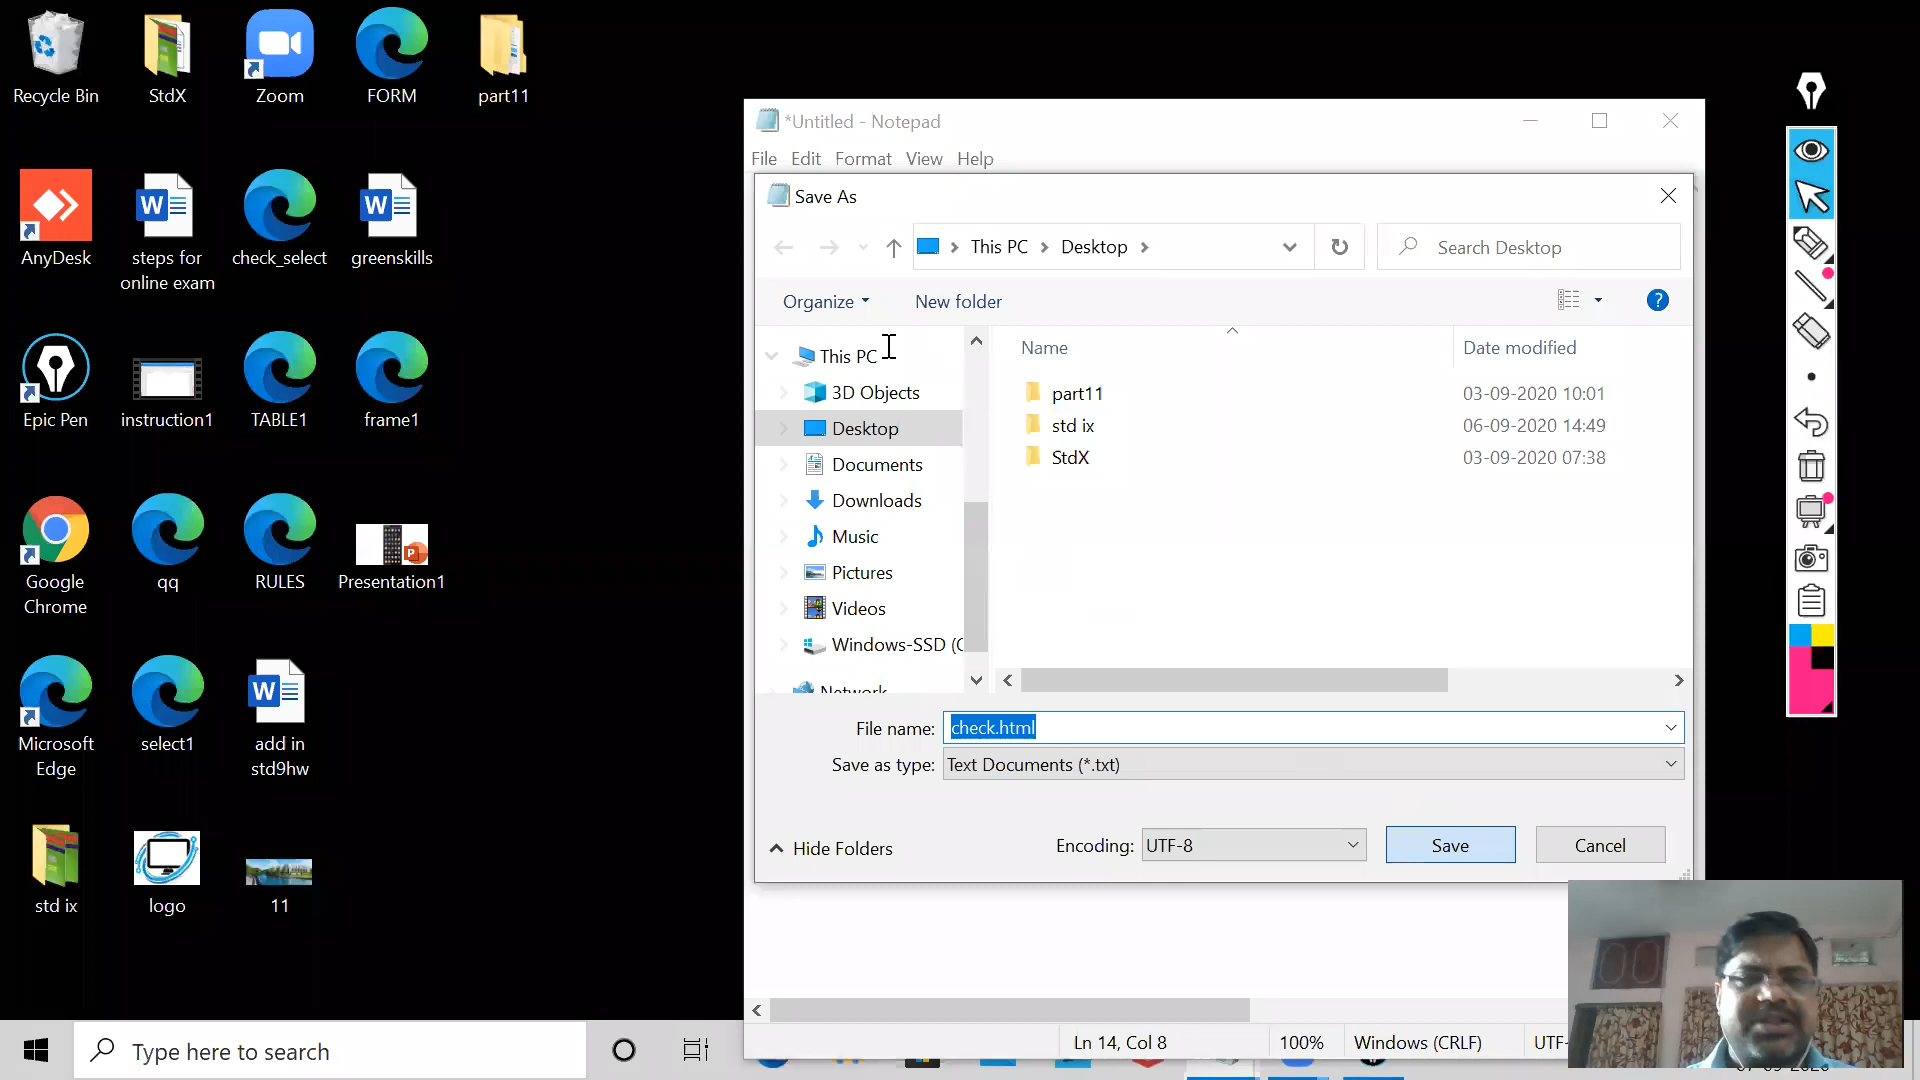 Recycle Bin
StdX
Zoom
FORM
part11
AnyDesk
steps for
online exam
check_select
greenskills
Epic Pen
instruction1
TABLE1
frame1
Google
Chrome
qq
RULES
Presentation1
Microsoft
Edge
select1
add in
std9hw
std ix
logo
11
*Untitled - Notepad
File Edit Format View Help
Save As
This PC Desktop
Search Desktop
Organize New folder
This PC
3D Objects
Desktop
Documents
Downloads
Music
Pictures
Videos
Windows-SSD (C
Network
Name Date modified
part11 03-09-2020 10:01
std ix 06-09-2020 14:49
StdX 03-09-2020 07:38
File name: check.html
Save as type: Text Documents (*.txt)
Hide Folders
Encoding: UTF-8 Save Cancel
Ln 14, Col 8 100% Windows (CRLF) UTF-
Type here to search